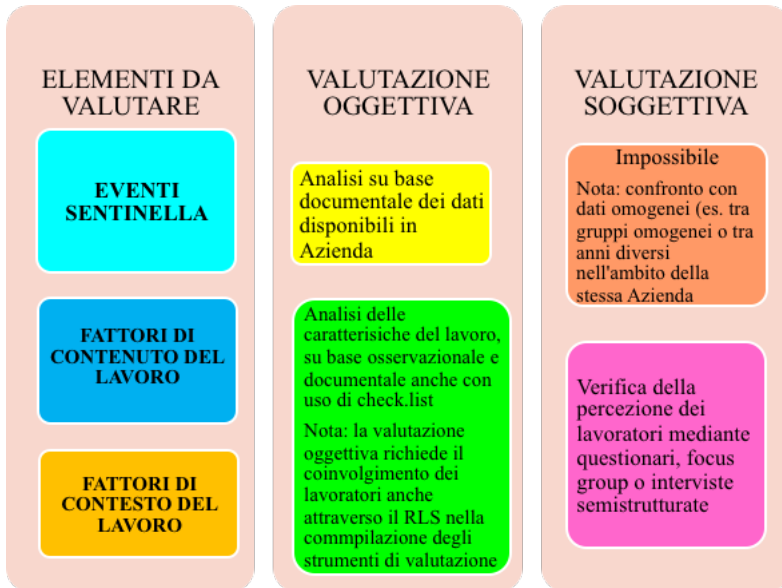 ELEMENTI DA
VALUTARE
EVENTI
SENTINELLA
FATTORI DI
CONTENUTO DEL
LAVORO
FATTORI DI
CONTESTO DEL
LAVORO
VALUTAZIONE
OGGETTIVA
Analisi su base
documentale dei dati
disponibili in
Azienda
Analisi delle
caratterisiche del lavoro,
su base osservazionale e
documentale anche con
uso di check.list
Nota: la valutazione
oggettiva richiede il
coinvolgimento dei
lavoratori anche
attraverso il RLS nella
commpilazione degli
strumenti di valutazione
VALUTAZIONE
SOGGETTIVA
Impossibile
Nota: confronto con
dati omogenei (es. tra
gruppi omogenei o tra
anni diversi
nell'ambito della
stessa Azienda
Verifica della
percezione dei
lavoratori mediante
questionari, focus
group o interviste
semistrutturate